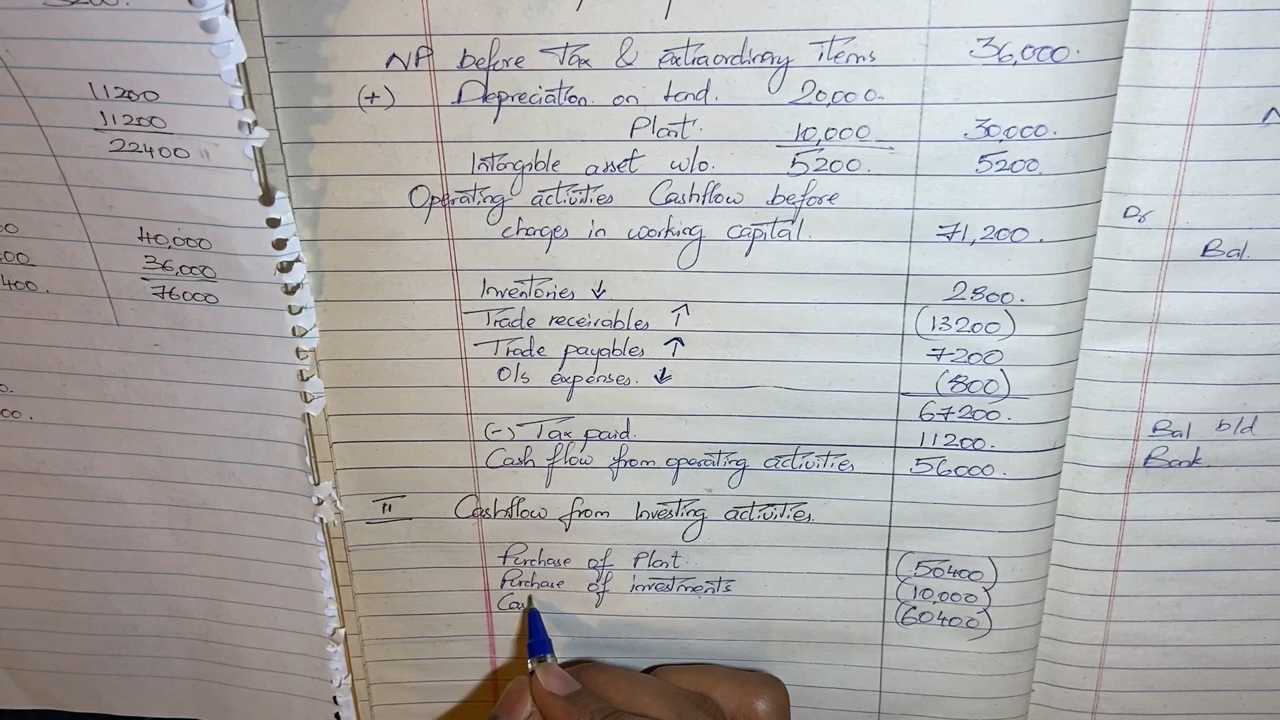 11200
11200
22400
40,000
36,000
76000
400.
NP before Tax & extraordinary items 36,000.
(+) Depreciation on land. 20,000.
Plant. 10,000 30,000.
Intangible asset w/o. 5200. 5200
Operating activities Cashflow before
changes in working capital. 71,200.
Inventories ↓ 2800.
Trade receivables ↑ (13200)
Trade payables ↑ 7200
O/s expenses. ↓ (800)
67200.
(-) Tax paid. 11200.
Cash flow from operating activities 56000.
II Cashflow from Investing activities.
Purchase of Plant. (50400)
Purchase of investments (10,000)
Cas (60400)
Dr
Bal.
Bal b/d
Bank.